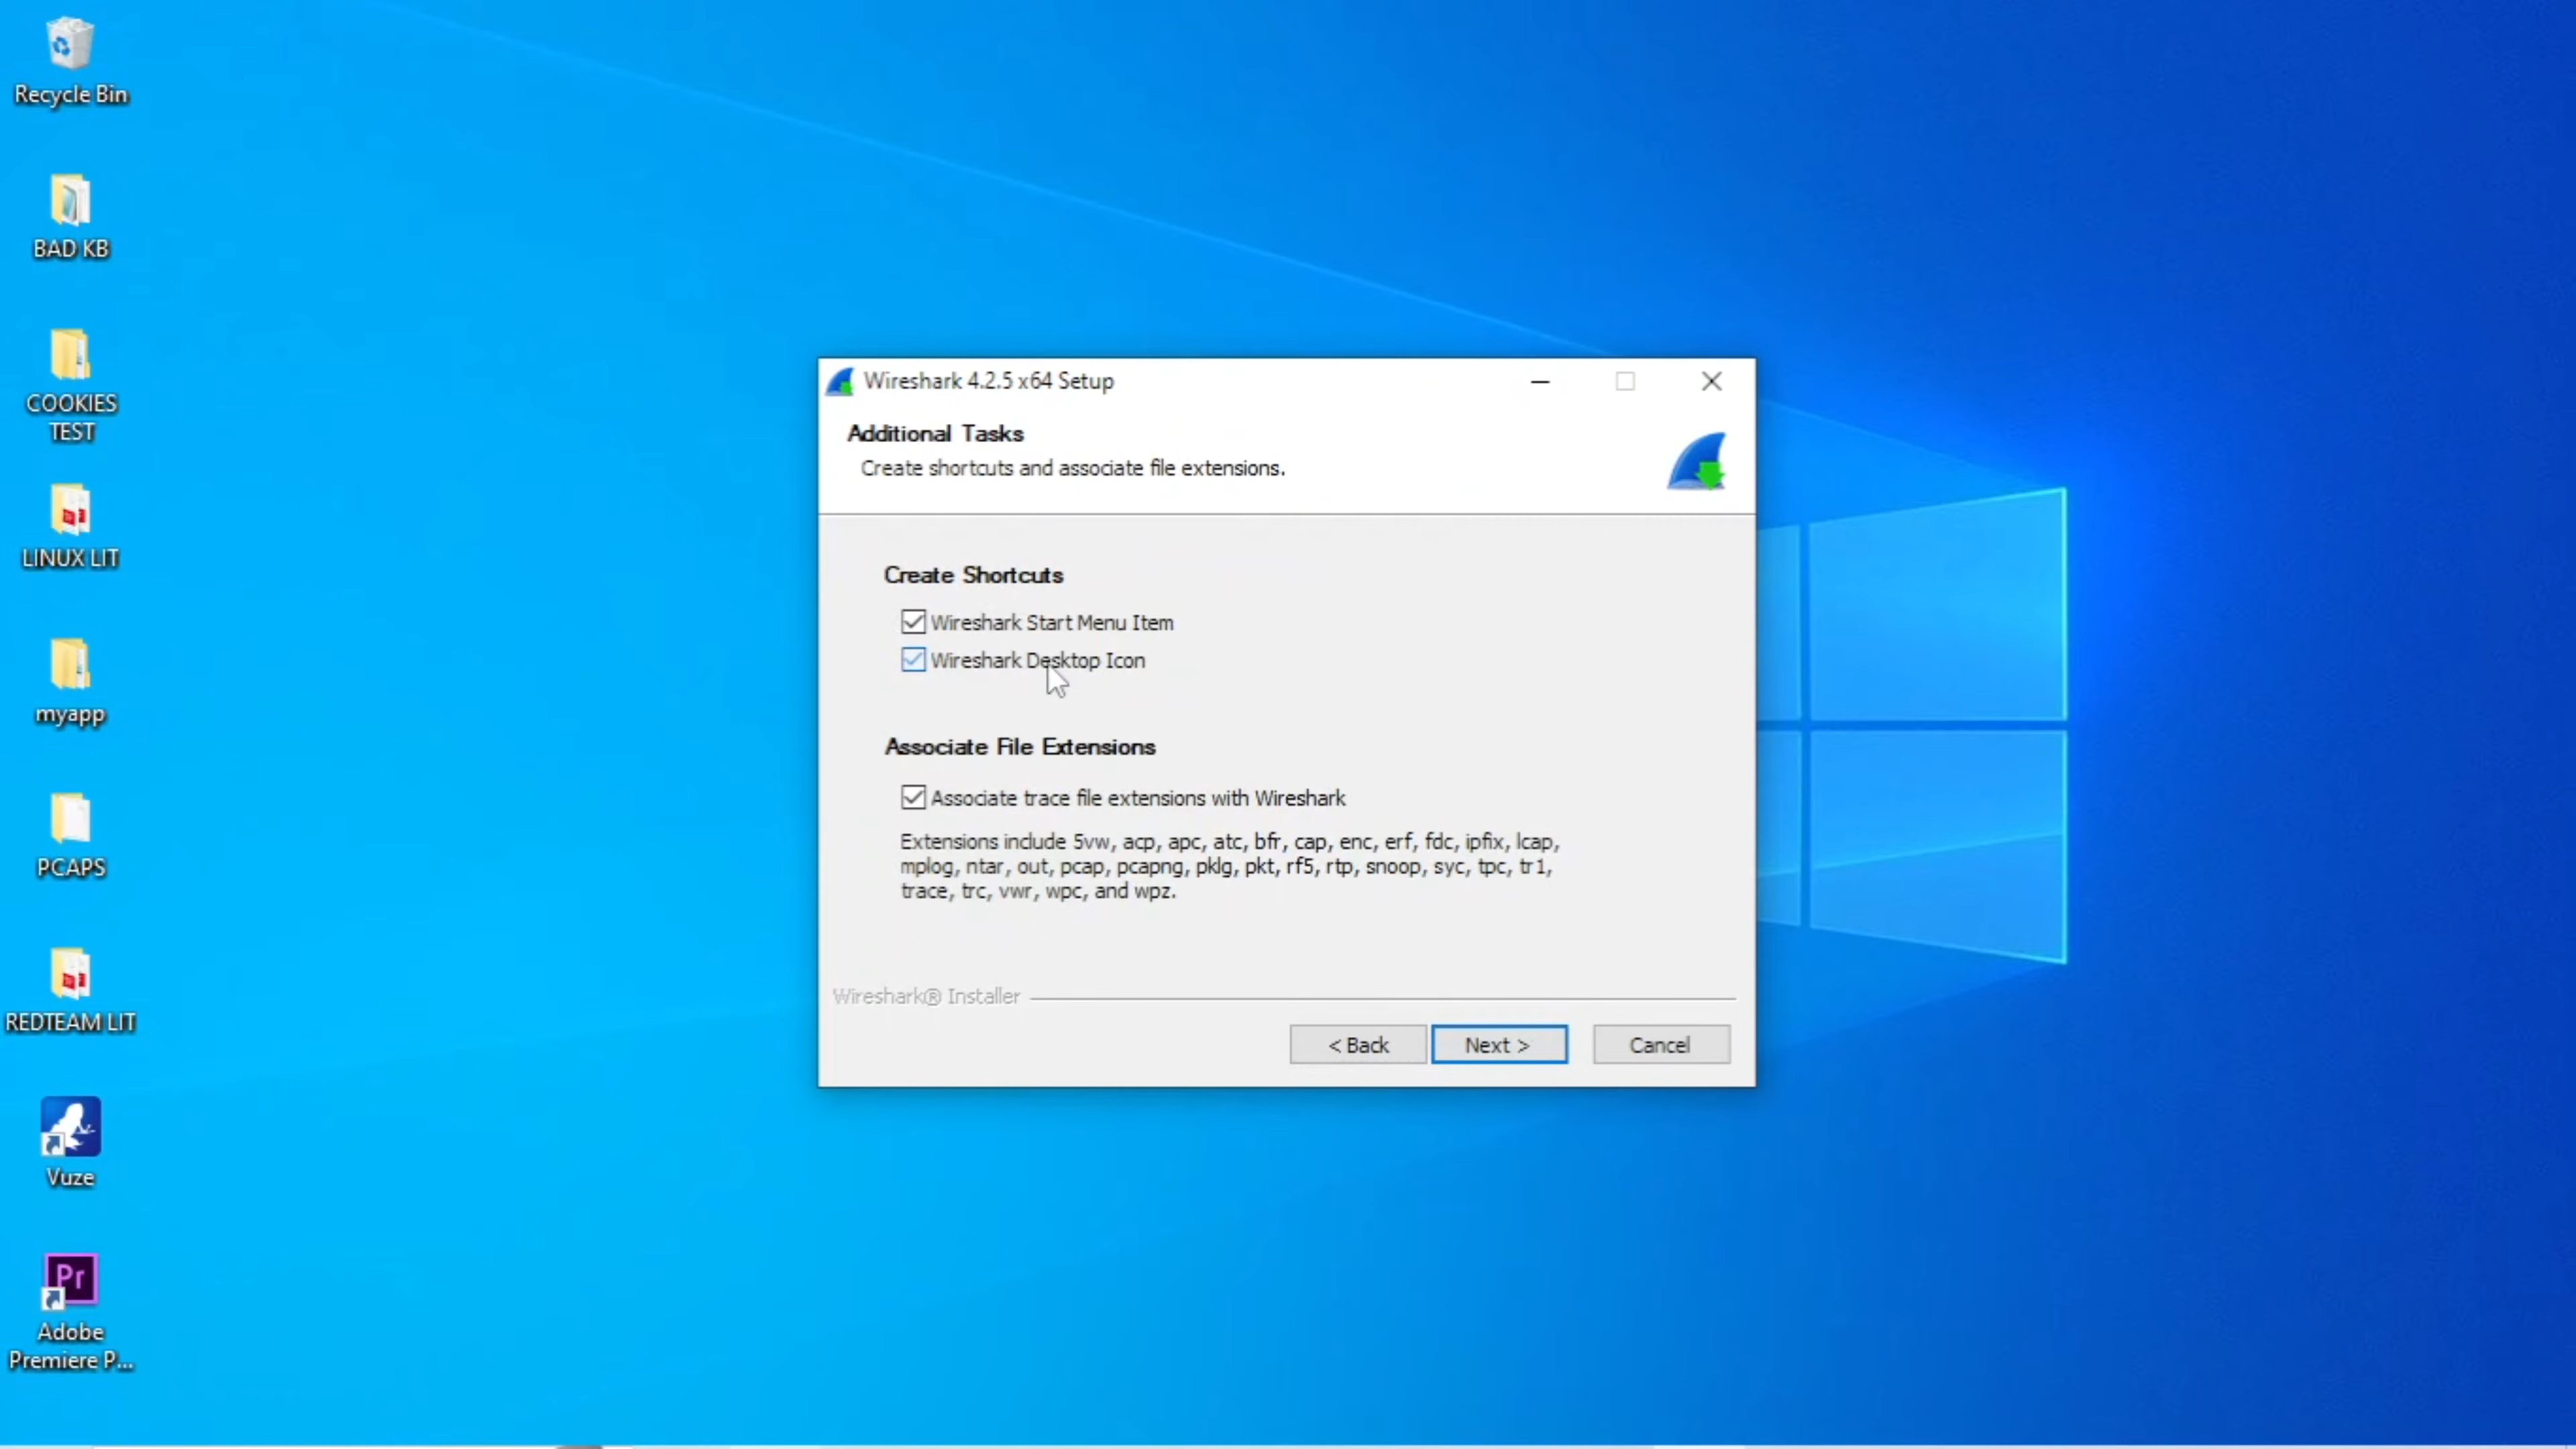 Recycle Bin
BAD KB
COOKIES
TEST
LINUX LIT
myapp
PCAPS
REDTEAM LIT
Vuze
Pr
Adobe
Premiere P...
Wireshark 4.2.5 x64 Setup
Additional Tasks
Create shortcuts and associate file extensions.
Create Shortcuts
Wireshark Start Menu Item
Wireshark Desktop Icon
Associate File Extensions
Associate trace file extensions with Wireshark
Extensions include 5vw, acp, apc, atc, bfr, cap, enc, erf, fdc, ipfix, lcap,
mplog, ntar, out, pcap, pcapng, pklg, pkt, rf5, rtp, snoop, syc, tpc, tr1,
trace, trc, vwr, wpc, and wpz.
Wireshark® Installer
< Back
Next >
Cancel